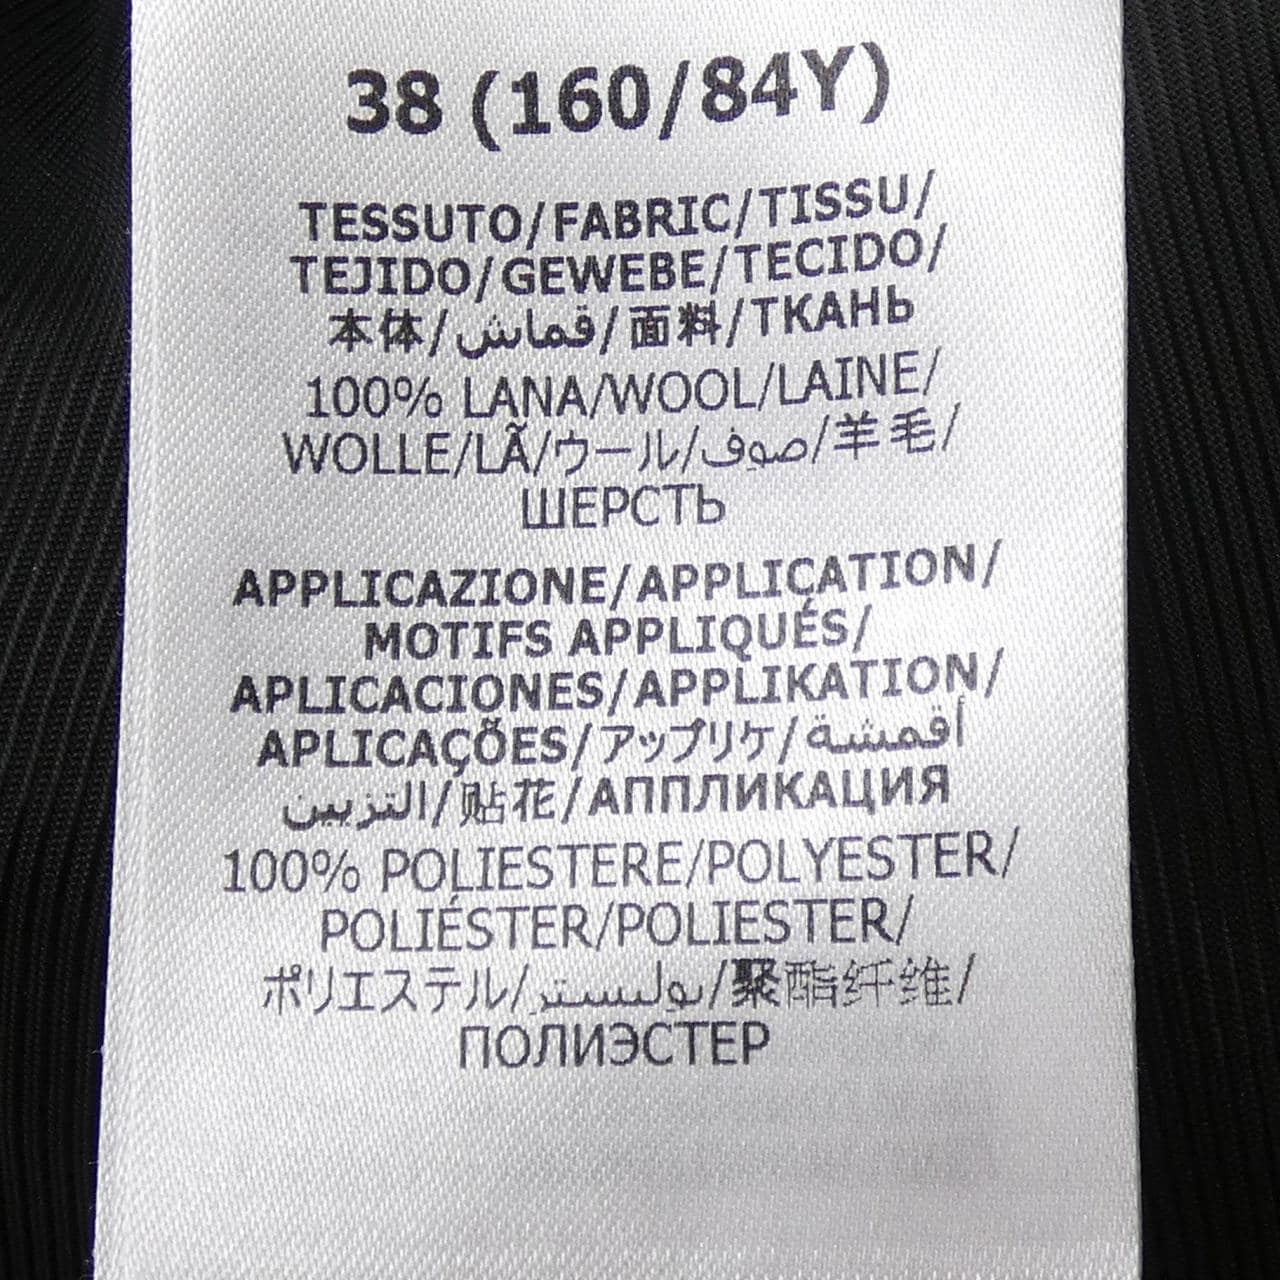 38 (160/84Y)
TESSUTO/FABRIC/TISSU/
TEJIDO/GEWEBE/TECIDO/
本体/قماش/面料/ТКАНЬ
100% LANA/WOOL/LAINE/
WOLLE/LÃ/ウール/صوف/羊毛/
ШЕРСТЬ
APPLICAZIONE/APPLICATION/
MOTIFS APPLIQUÉS/
APLICACIONES/APPLIKATION/
APLICAÇÕES/アップリケ/أقمشة
التزيين/贴花/АППЛИКАЦИЯ
100% POLIESTERE/POLYESTER/
POLIÉSTER/POLIESTER/
ポリエステル/بوليستر/聚酯纤维/
ПОЛИЭСТЕР